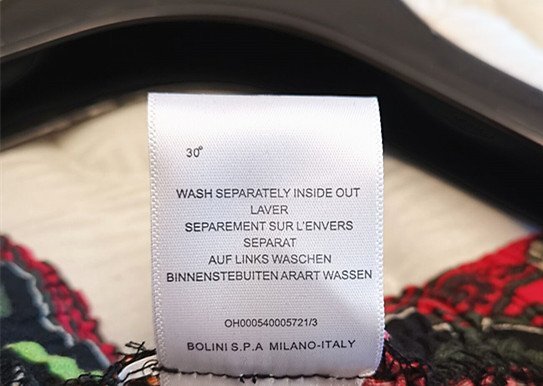 30°
WASH SEPARATELY INSIDE OUT
LAVER
SEPAREMENT SUR L'ENVERS
SEPARAT
AUF LINKS WASCHEN
BINNENSTEBUITEN ARART WASSEN
OH000540005721/3
BOLINI S.P.A MILANO-ITALY